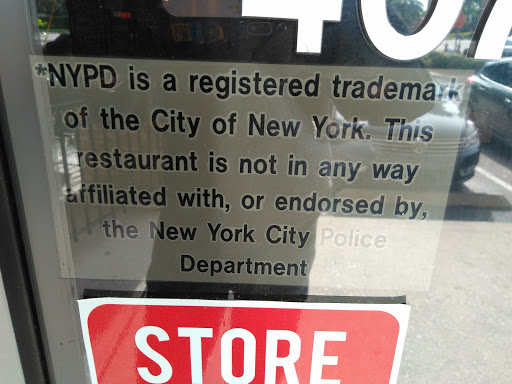 407
*NYPD is a registered trademark
of the City of New York. This
restaurant is not in any way
affiliated with, or endorsed by,
the New York City Police
Department
STORE